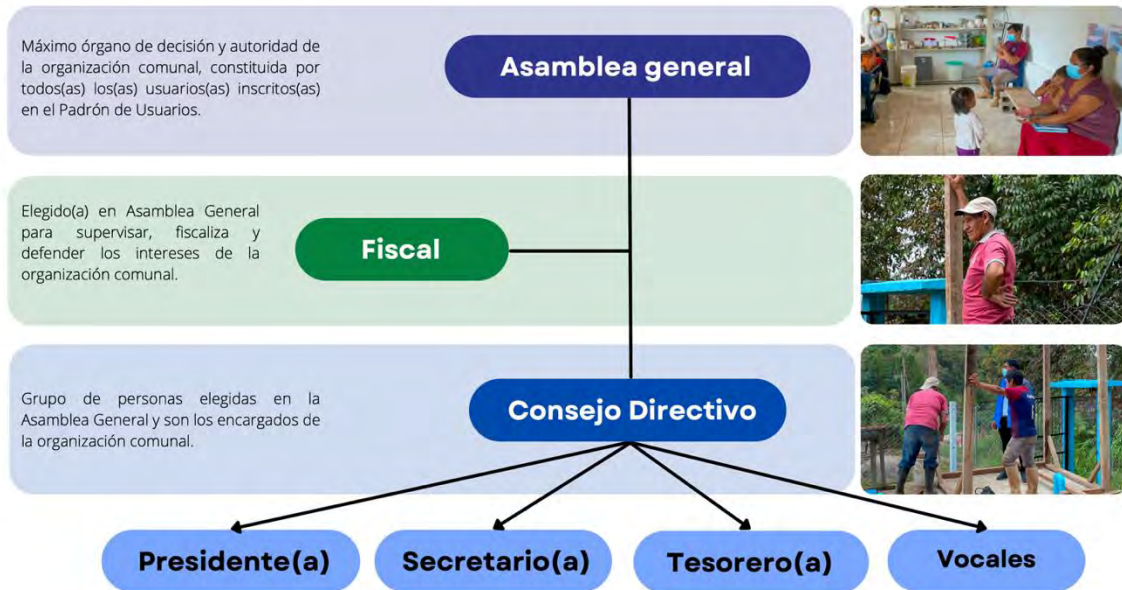 Máximo órgano de decisión y autoridad de
la organización comunal, constituida por
todos(as) los(as) usuarios(as) inscritos(as)
en el Padrón de Usuarios.
Asamblea general
Elegido(a) en Asamblea General
para supervisar, fiscaliza y
defender los intereses de la
organización comunal.
Fiscal
Grupo de personas elegidas en la
Asamblea General y son los encargados de
la organización comunal.
Consejo Directivo
Presidente(a)
Secretario(a)
Tesorero(a)
Vocales